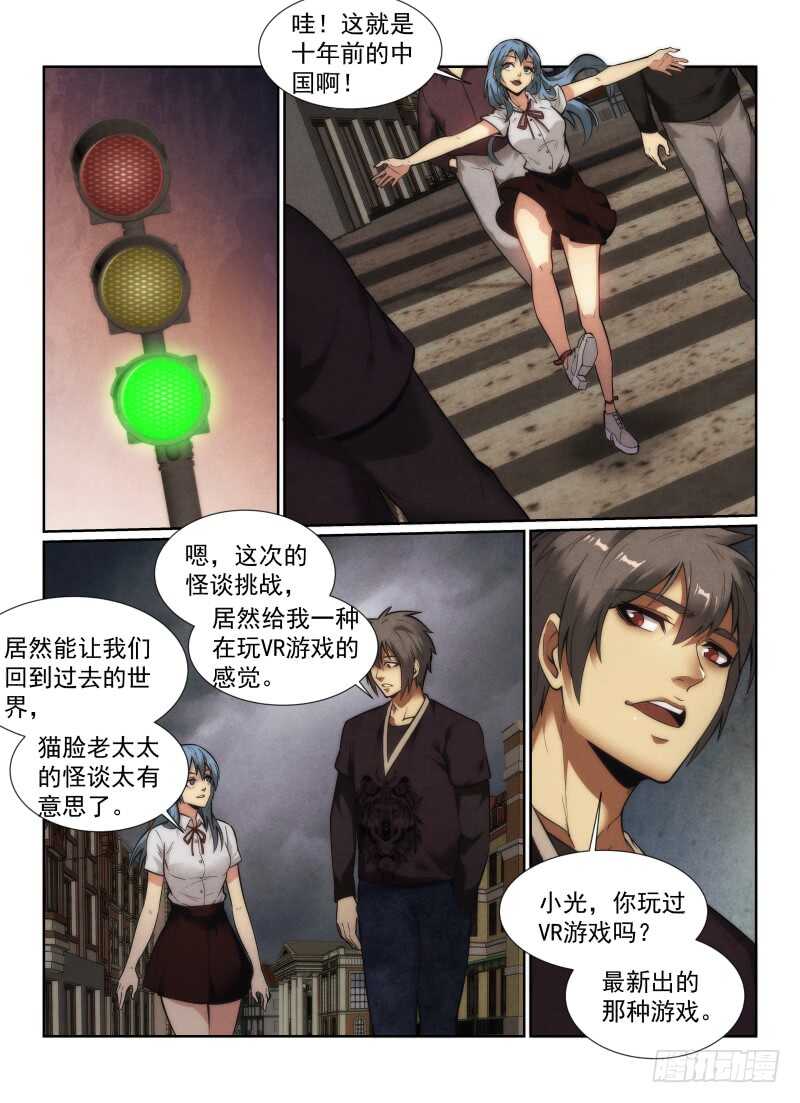 哇！这就是
十年前的中
国啊！
居然能让我们
回到过去的世
界，
猫脸老太太
的怪谈太有
意思了。
嗯，这次的
怪谈挑战，
居然给我一种
在玩VR游戏的
感觉。
小光，你玩过
VR游戏吗？
最新出的
那种游戏。
腾讯动漫